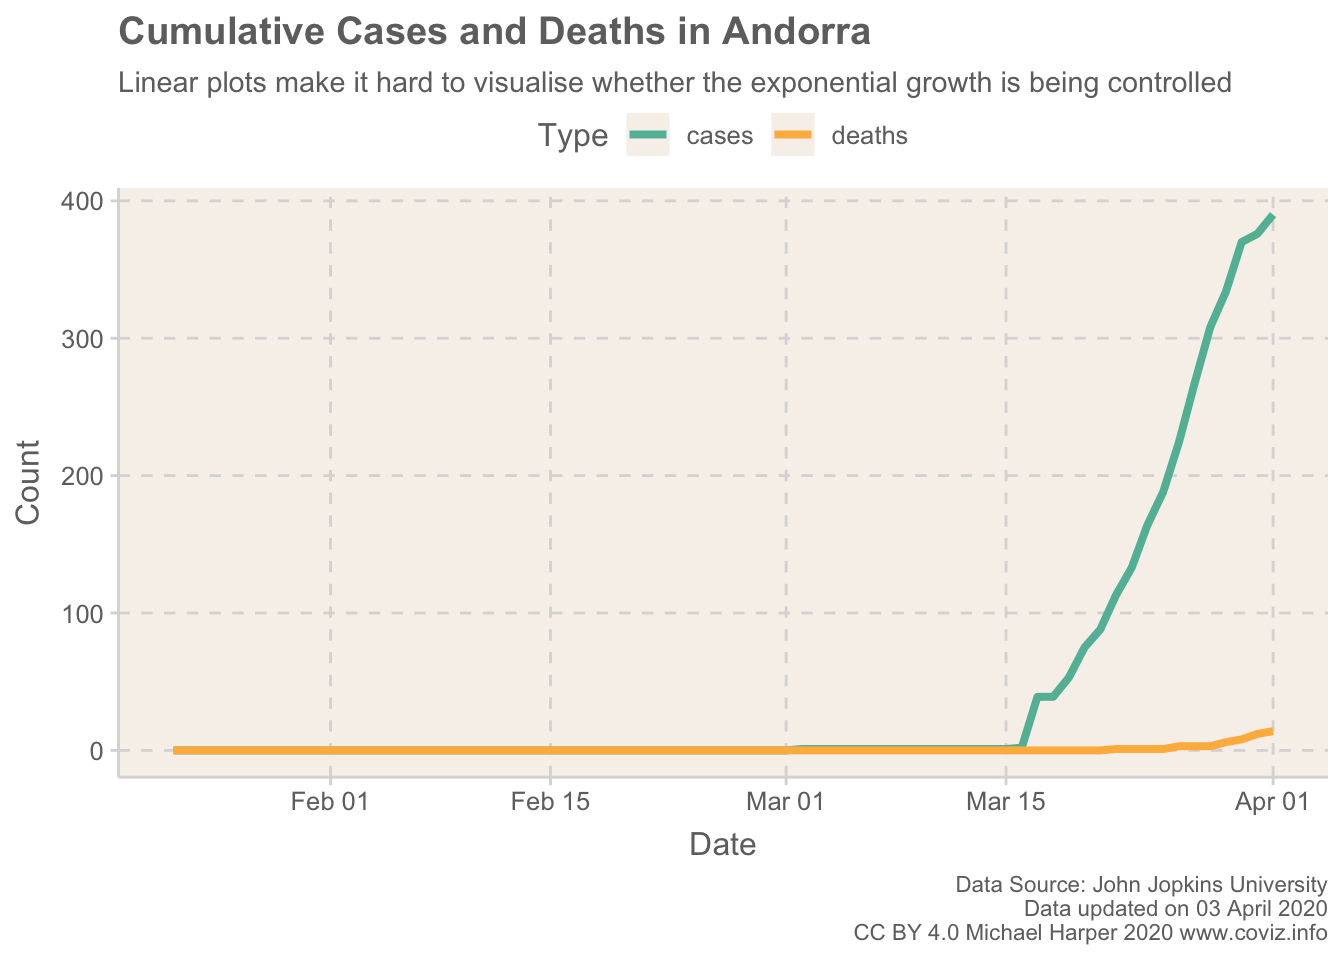 Cumulative Cases and Deaths in Andorra
Linear plots make it hard to visualise whether the exponential growth is being controlled
Type cases deaths
400
300
200
100
0
Count
Feb 01 Feb 15 Mar 01 Mar 15 Apr 01
Date
Data Source: John Jopkins University
Data updated on 03 April 2020
CC BY 4.0 Michael Harper 2020 www.coviz.info